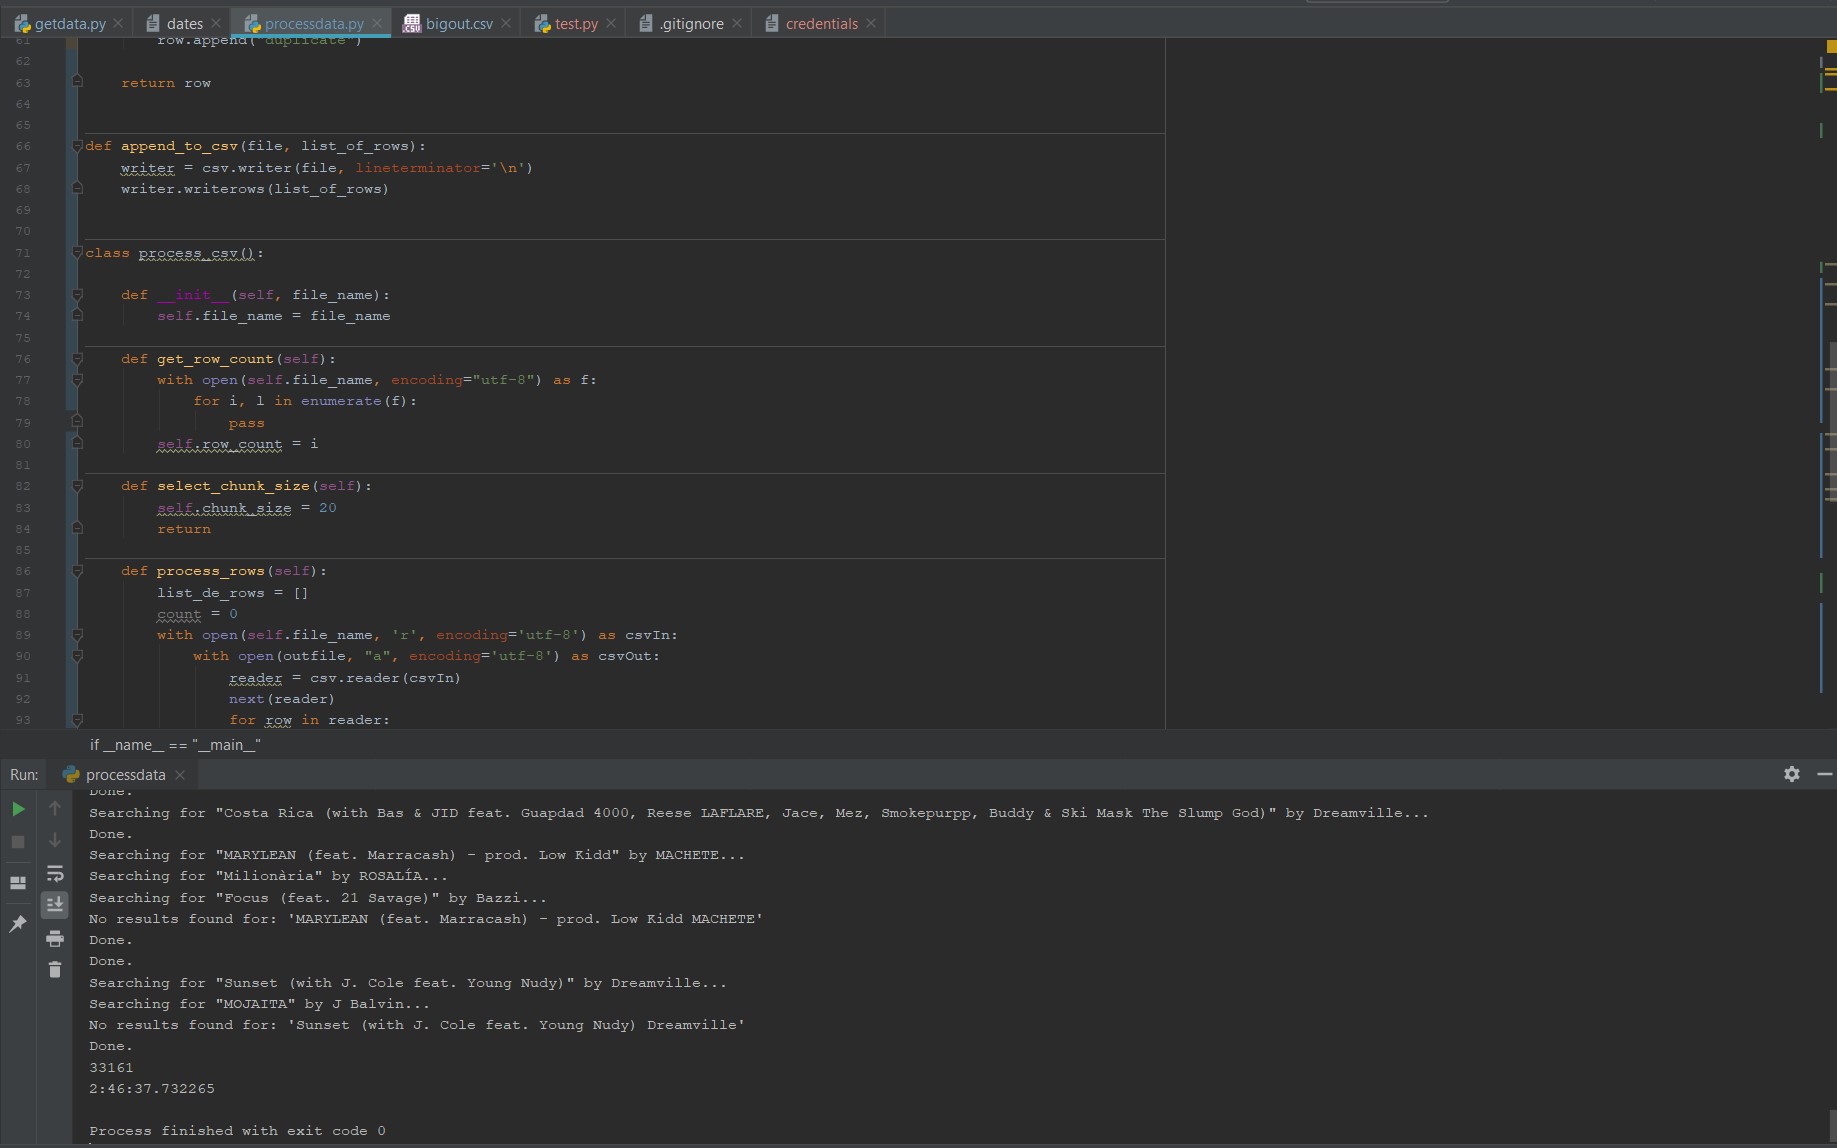 getdata.py dates processdata.py bigout.csv test.py .gitignore credentials
61 row.append("duplicate")
62
63 return row
64
65
66 def append_to_csv(file, list_of_rows):
67 writer = csv.writer(file, lineterminator='\n')
68 writer.writerows(list_of_rows)
69
70
71 class process_csv():
72
73 def __init__(self, file_name):
74 self.file_name = file_name
75
76 def get_row_count(self):
77 with open(self.file_name, encoding="utf-8") as f:
78 for i, l in enumerate(f):
79 pass
80 self.row_count = i
81
82 def select_chunk_size(self):
83 self.chunk_size = 20
84 return
85
86 def process_rows(self):
87 list_de_rows = []
88 count = 0
89 with open(self.file_name, 'r', encoding='utf-8') as csvIn:
90 with open(outfile, "a", encoding='utf-8') as csvOut:
91 reader = csv.reader(csvIn)
92 next(reader)
93 for row in reader:
if __name__ == "__main__"
Run: processdata
Done.
Searching for "Costa Rica (with Bas & JID feat. Guapdad 4000, Reese LAFLARE, Jace, Mez, Smokepurpp, Buddy & Ski Mask The Slump God)" by Dreamville...
Done.
Searching for "MARYLEAN (feat. Marracash) - prod. Low Kidd" by MACHETE...
Searching for "Milionària" by ROSALÍA...
Searching for "Focus (feat. 21 Savage)" by Bazzi...
No results found for: 'MARYLEAN (feat. Marracash) - prod. Low Kidd MACHETE'
Done.
Done.
Searching for "Sunset (with J. Cole feat. Young Nudy)" by Dreamville...
Searching for "MOJAITA" by J Balvin...
No results found for: 'Sunset (with J. Cole feat. Young Nudy) Dreamville'
Done.
33161
2:46:37.732265
Process finished with exit code 0